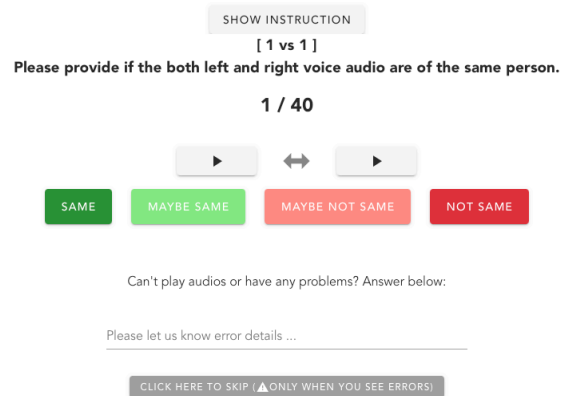 SHOW INSTRUCTION
[ 1 vs 1 ]
Please provide if the both left and right voice audio are of the same person.
1 / 40
SAME MAYBE SAME MAYBE NOT SAME NOT SAME
Can't play audios or have any problems? Answer below:
Please let us know error details ...
CLICK HERE TO SKIP (⚠ONLY WHEN YOU SEE ERRORS)